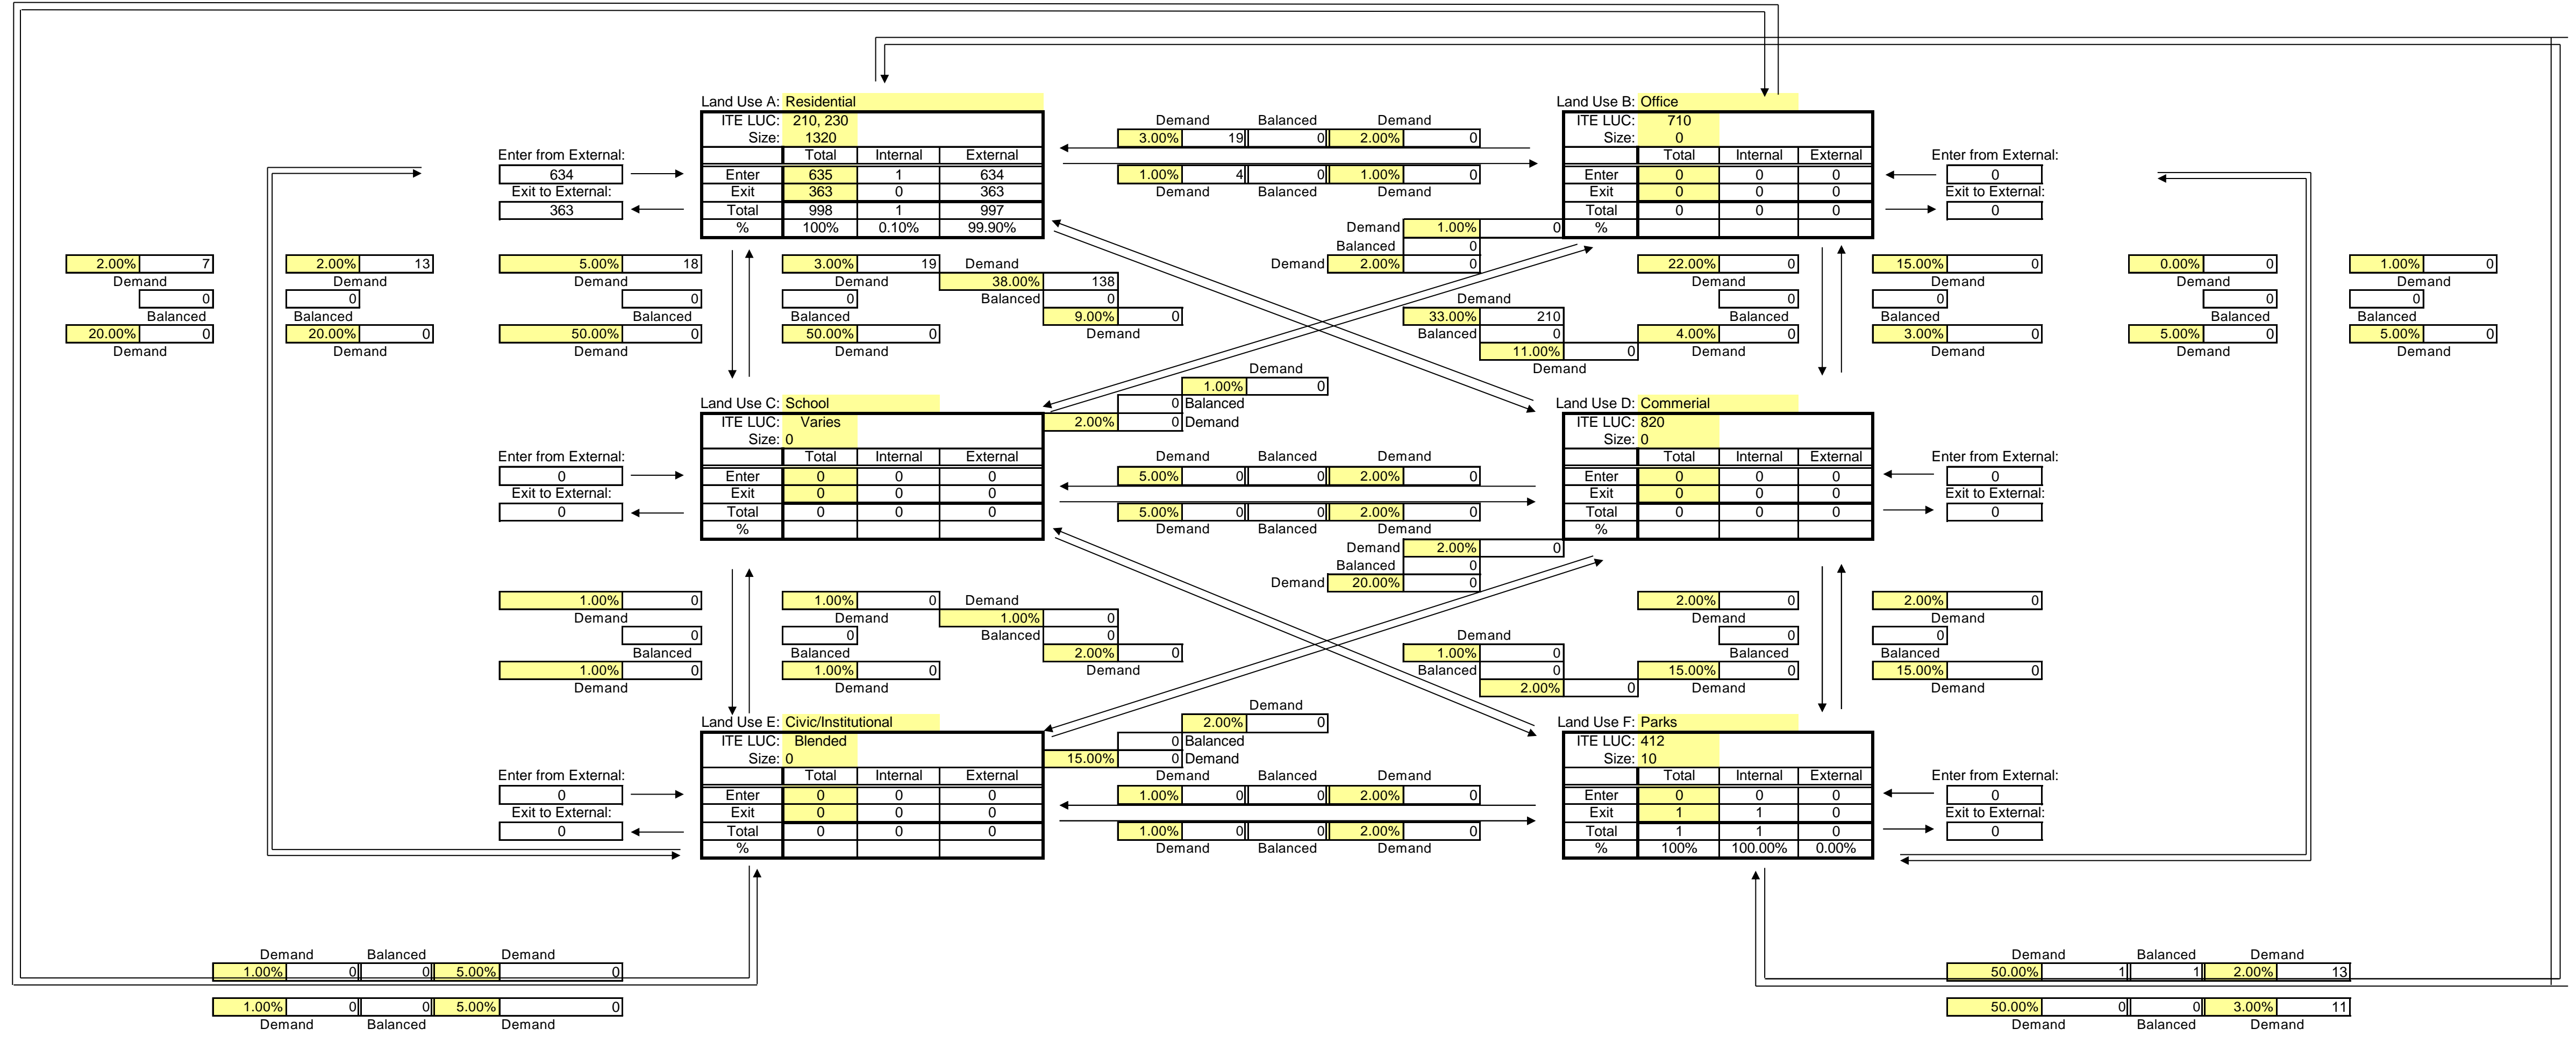 Land Use A: Residential Land Use B: Office
ITE LUC: 210, 230 Demand Balanced Demand ITE LUC: 710
Size: 1320 3.00% 19 0 2.00% 0 Size: 0
Enter from External: Total Internal External Total Internal External Enter from External:
634 Enter 635 1 634 1.00% 4 0 1.00% 0 Enter 0 0 0 0
Exit to External: Exit 363 0 363 Demand Balanced Demand Exit 0 0 0 Exit to External:
363 Total 998 1 997 Total 0 0 0 0
% 100% 0.10% 99.90% Demand 1.00% 0 %
Balanced 0
2.00% 7 2.00% 13 5.00% 18 3.00% 19 Demand Demand 2.00% 0 22.00% 0 15.00% 0 0.00% 0 1.00% 0
Demand Demand Demand Demand 38.00% 138 Demand Demand Demand Demand
0 0 0 0 Balanced 0 Demand 0 0 0 0
Balanced Balanced Balanced Balanced 9.00% 0 33.00% 210 Balanced Balanced Balanced Balanced
20.00% 0 20.00% 0 50.00% 0 50.00% 0 Demand Balanced 0 4.00% 0 3.00% 0 5.00% 0 5.00% 0
Demand Demand Demand Demand 11.00% 0 Demand Demand Demand Demand
Demand Demand
1.00% 0
Land Use C: School 0 Balanced Land Use D: Commerial
ITE LUC: Varies 2.00% 0 Demand ITE LUC: 820
Size: 0 Size: 0
Enter from External: Total Internal External Demand Balanced Demand Total Internal External Enter from External:
0 Enter 0 0 0 5.00% 0 0 2.00% 0 Enter 0 0 0 0
Exit to External: Exit 0 0 0 Exit 0 0 0 Exit to External:
0 Total 0 0 0 5.00% 0 0 2.00% 0 Total 0 0 0 0
% Demand Balanced Demand %
Demand 2.00% 0
Balanced 0
Demand 20.00% 0
1.00% 0 1.00% 0 Demand 2.00% 0 2.00% 0
Demand Demand 1.00% 0 Demand Demand
0 0 Balanced 0 Demand 0 0
Balanced Balanced 2.00% 0 1.00% 0 Balanced Balanced
1.00% 0 1.00% 0 Demand Balanced 0 15.00% 0 15.00% 0
Demand Demand 2.00% 0 Demand Demand
Demand
Land Use E: Civic/Institutional 2.00% 0 Land Use F: Parks
ITE LUC: Blended 0 Balanced ITE LUC: 412
Size: 0 15.00% 0 Demand Size: 10
Enter from External: Total Internal External Demand Balanced Demand Total Internal External Enter from External:
0 Enter 0 0 0 1.00% 0 0 2.00% 0 Enter 0 0 0 0
Exit to External: Exit 0 0 0 Exit 1 1 0 Exit to External:
0 Total 0 0 0 1.00% 0 0 2.00% 0 Total 1 1 0 0
% Demand Balanced Demand % 100% 100.00% 0.00%
Demand Balanced Demand Demand Balanced Demand
1.00% 0 0 5.00% 0 50.00% 1 1 2.00% 13
1.00% 0 0 5.00% 0 50.00% 0 0 3.00% 11
Demand Balanced Demand Demand Balanced Demand